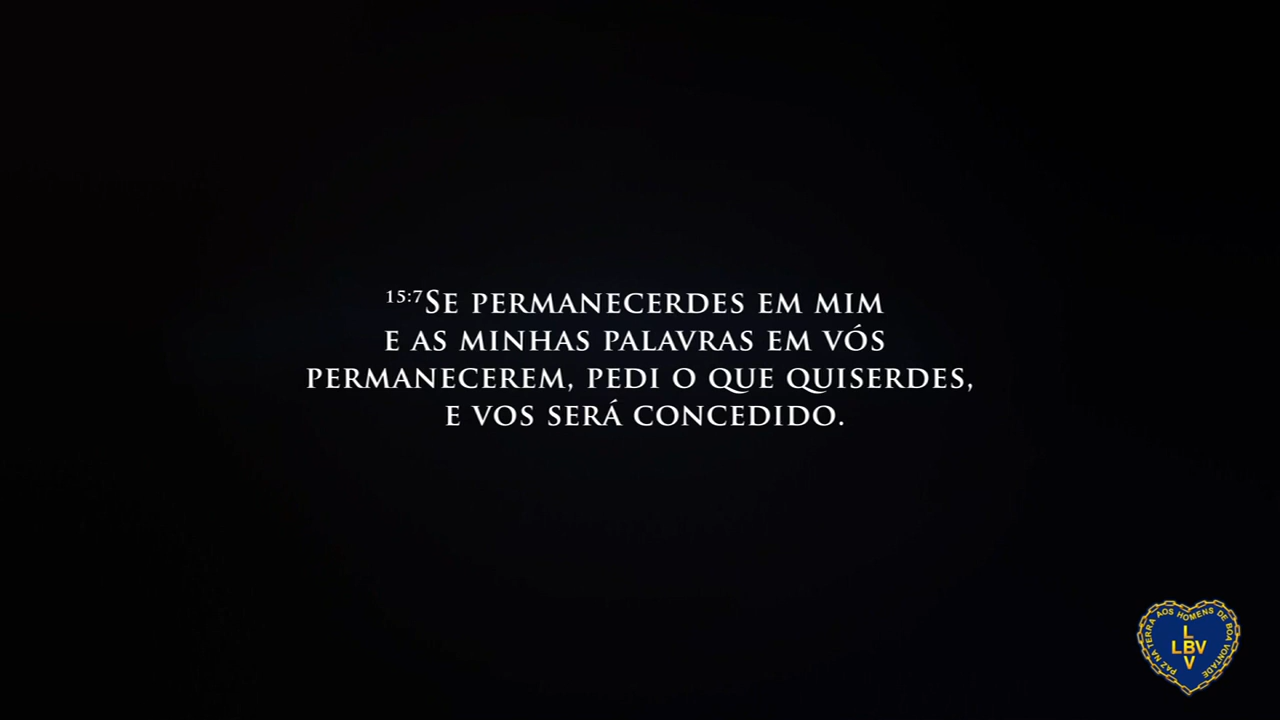 15:7Se permanecerdes em mim
e as minhas palavras em vós
permanecerem, pedi o que quiserdes,
e vos será concedido.
PAZ NA TERRA AOS HOMENS DE BOA VONTADE
L
LBV
V